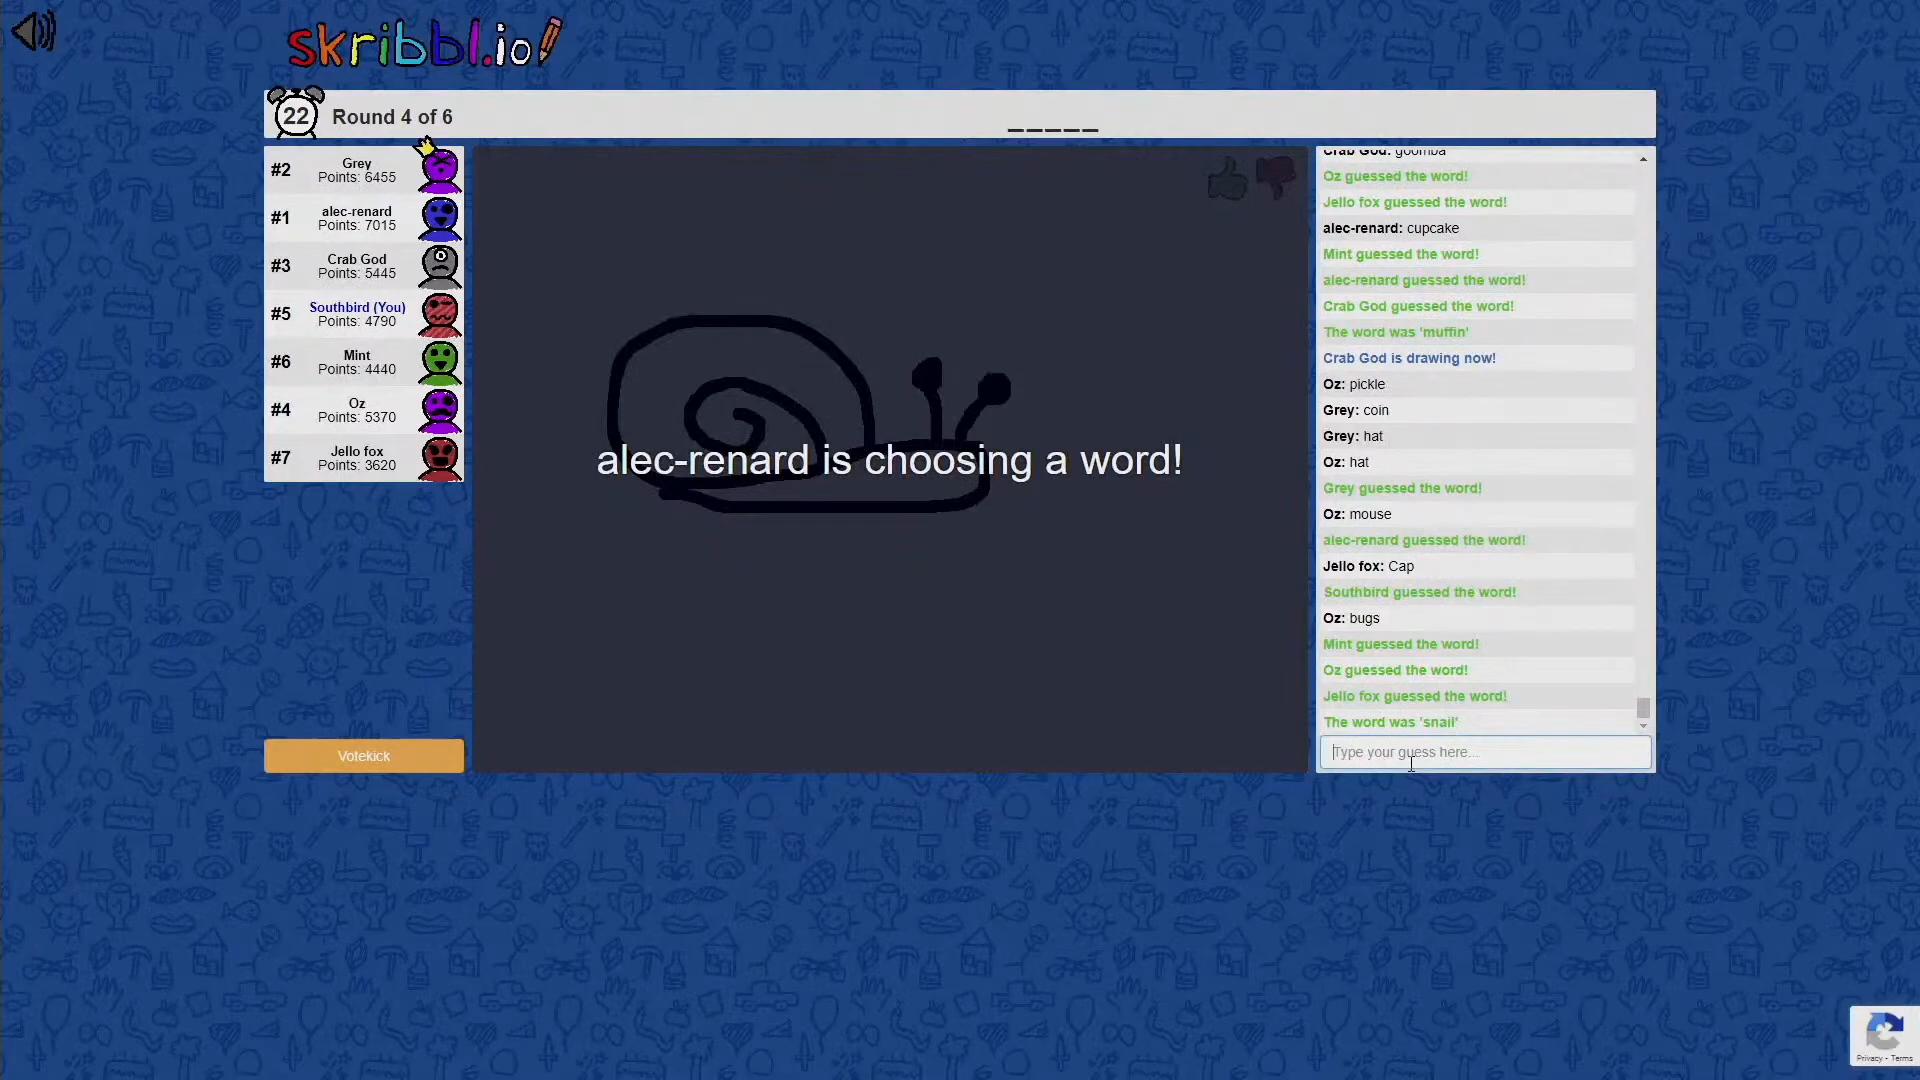 skribbl.io!
22
Round 4 of 6
_____
#2
Grey
Points: 6455
#1
alec-renard
Points: 7015
#3
Crab God
Points: 5445
#5
Southbird (You)
Points: 4790
#6
Mint
Points: 4440
#4
Oz
Points: 5370
#7
Jello fox
Points: 3620
Votekick
alec-renard is choosing a word!
Crab God: goomba
Oz guessed the word!
Jello fox guessed the word!
alec-renard: cupcake
Mint guessed the word!
alec-renard guessed the word!
Crab God guessed the word!
The word was 'muffin'
Crab God is drawing now!
Oz: pickle
Grey: coin
Grey: hat
Oz: hat
Grey guessed the word!
Oz: mouse
alec-renard guessed the word!
Jello fox: Cap
Southbird guessed the word!
Oz: bugs
Mint guessed the word!
Oz guessed the word!
Jello fox guessed the word!
The word was 'snail'
Type your guess here...
Privacy - Terms